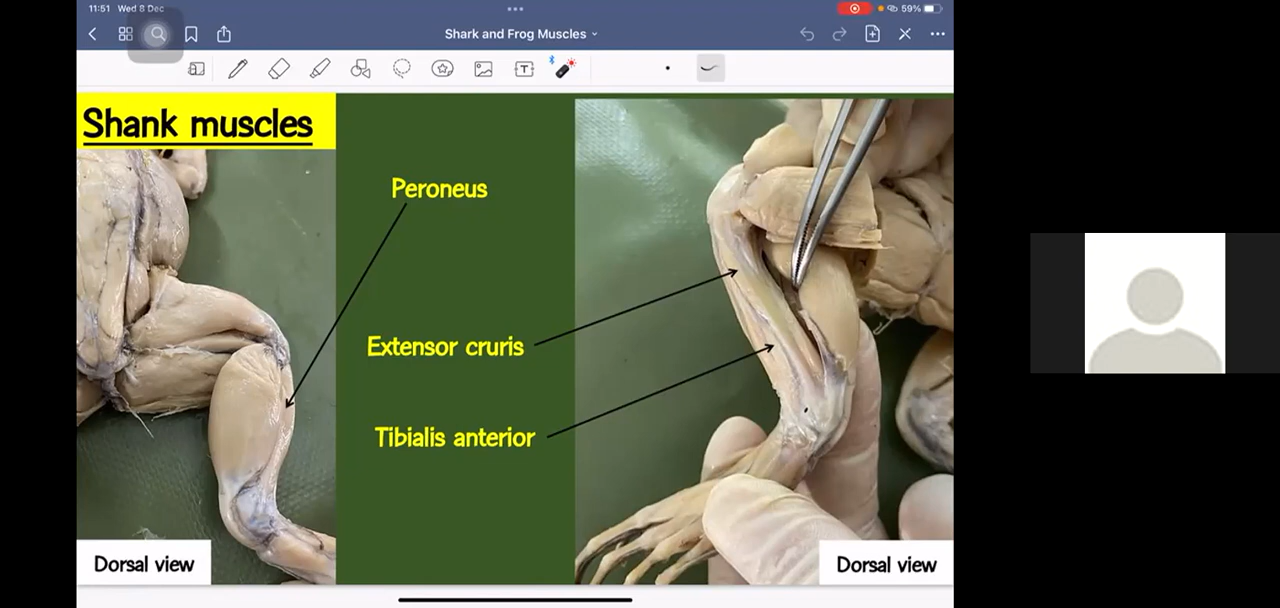 11:51 Wed 8 Dec
59%
Shark and Frog Muscles
T
Shank muscles
Peroneus
Extensor cruris
Tibialis anterior
Dorsal view
Dorsal view